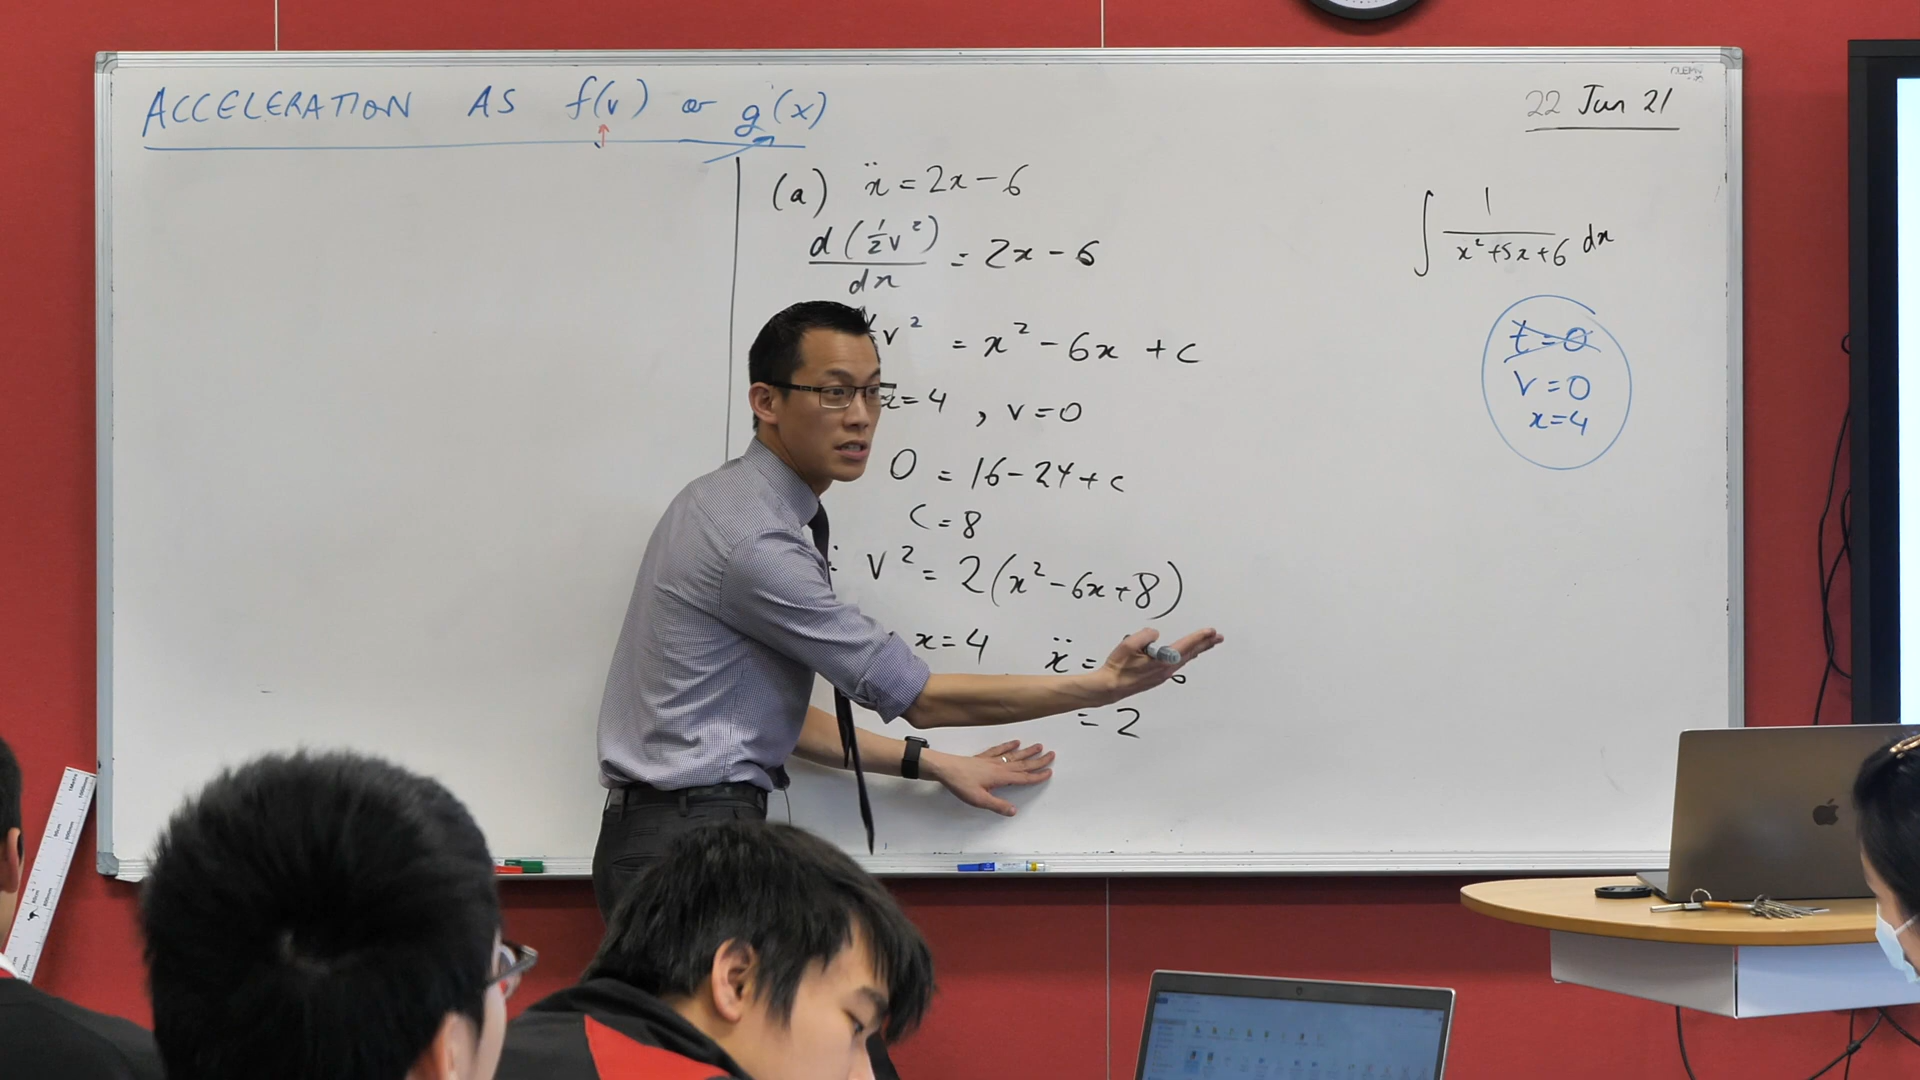 ACCELERATION AS f(v) or g(x)
22 Jun 21
(a) ẍ = 2x - 6
d(½v²)/dx = 2x - 6
v² = x² - 6x + c
x = 4, v = 0
0 = 16 - 24 + c
c = 8
∴ v² = 2(x² - 6x + 8)
x = 4 ẍ =
= 2
∫ 1/(x² + 5x + 6) dx
t = 0
v = 0
x = 4